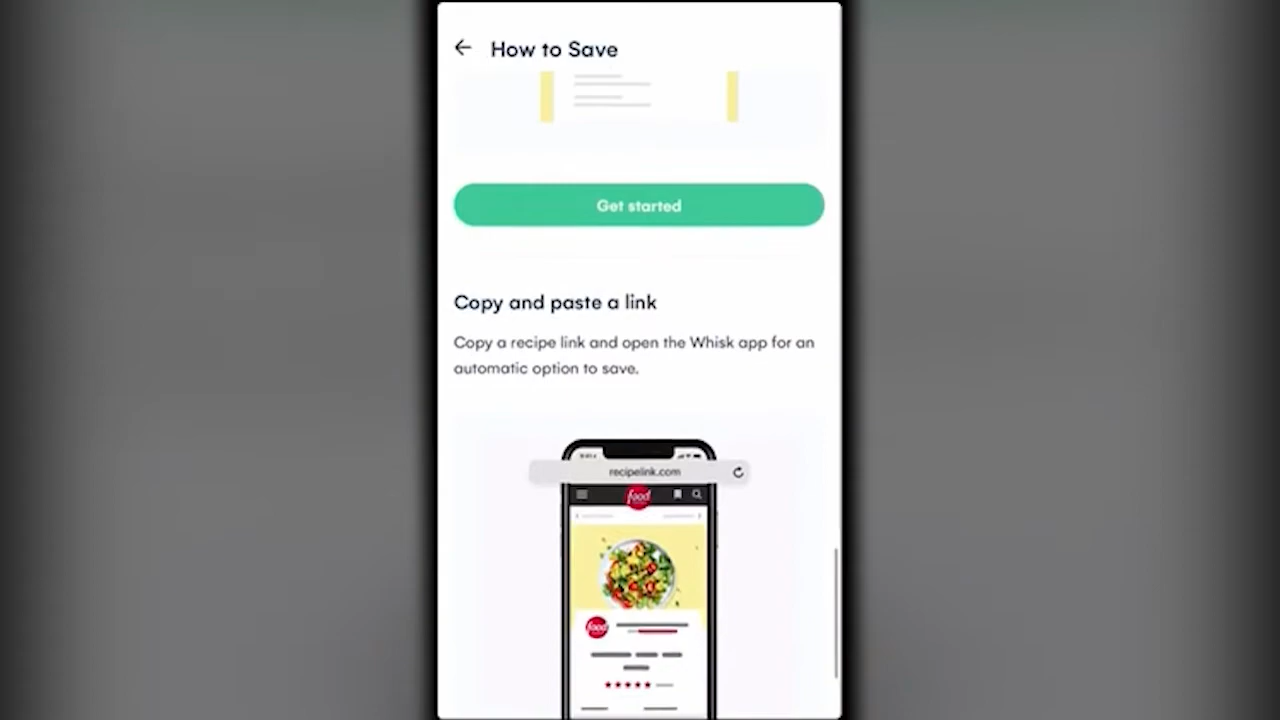 How to Save
Get started
Copy and paste a link
Copy a recipe link and open the Whisk app for an
automatic option to save.
recipelink.com
food
food